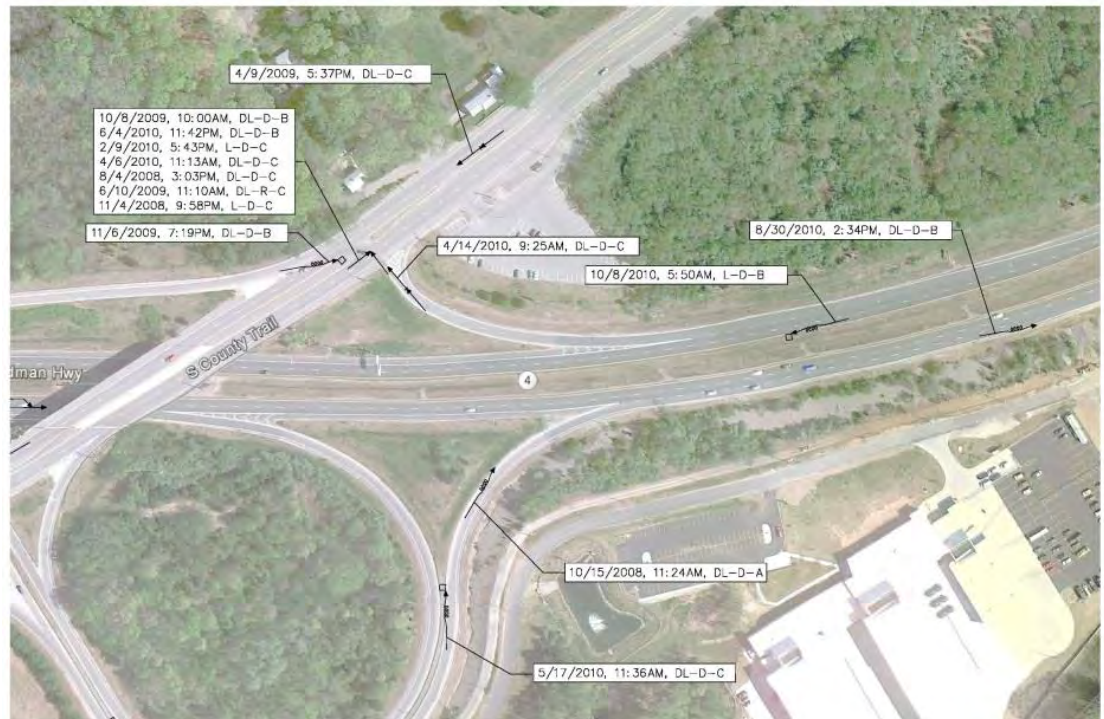 4/9/2009, 5:37PM, DL-D-C
10/8/2009, 10:00AM, DL-D-B
6/4/2010, 11:42PM, DL-D-B
2/9/2010, 5:43PM, L-D-C
4/6/2010, 11:13AM, DL-D-C
8/4/2008, 3:03PM, DL-D-C
6/10/2009, 11:10AM, DL-R-C
11/4/2008, 9:58PM, L-D-C
11/6/2009, 7:19PM, DL-D-B
4/14/2010, 9:25AM, DL-D-C
8/30/2010, 2:34PM, DL-D-B
10/8/2010, 5:50AM, L-D-B
S County Trail
dman Hwy
4
10/15/2008, 11:24AM, DL-D-A
5/17/2010, 11:36AM, DL-D-C